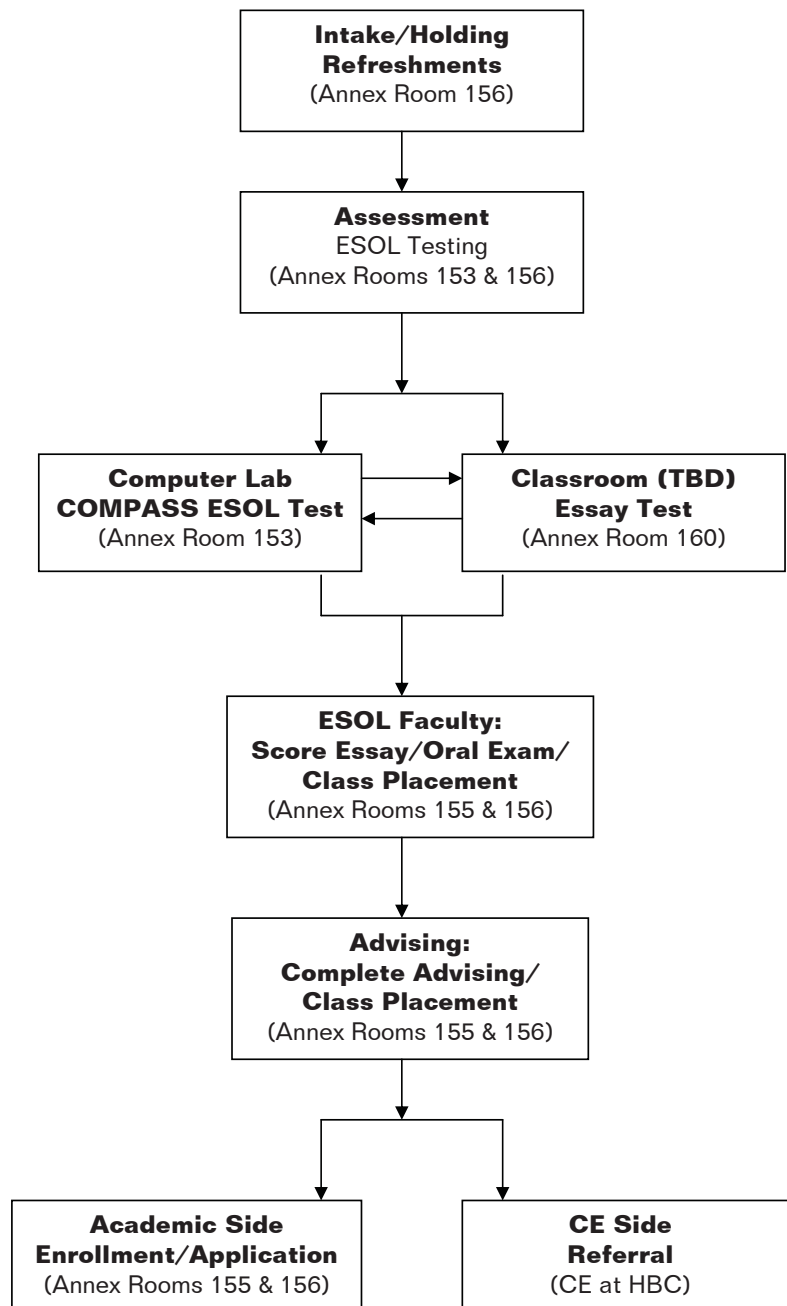 Intake/Holding
Refreshments
(Annex Room 156)
Assessment
ESOL Testing
(Annex Rooms 153 & 156)
Computer Lab
COMPASS ESOL Test
(Annex Room 153)
Classroom (TBD)
Essay Test
(Annex Room 160)
ESOL Faculty:
Score Essay/Oral Exam/
Class Placement
(Annex Rooms 155 & 156)
Advising:
Complete Advising/
Class Placement
(Annex Rooms 155 & 156)
Academic Side
Enrollment/Application
(Annex Rooms 155 & 156)
CE Side
Referral
(CE at HBC)